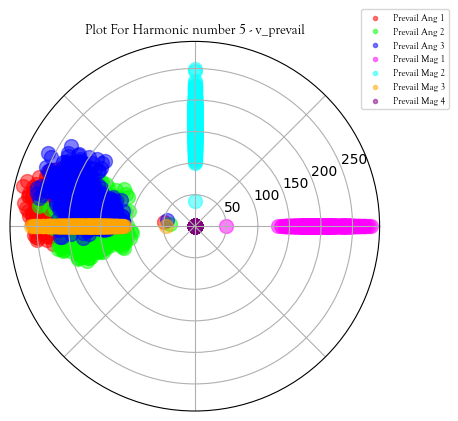 Plot For Harmonic number 5 - v_prevail
Prevail Ang 1
Prevail Ang 2
Prevail Ang 3
Prevail Mag 1
Prevail Mag 2
Prevail Mag 3
Prevail Mag 4
250
200
150
100
50